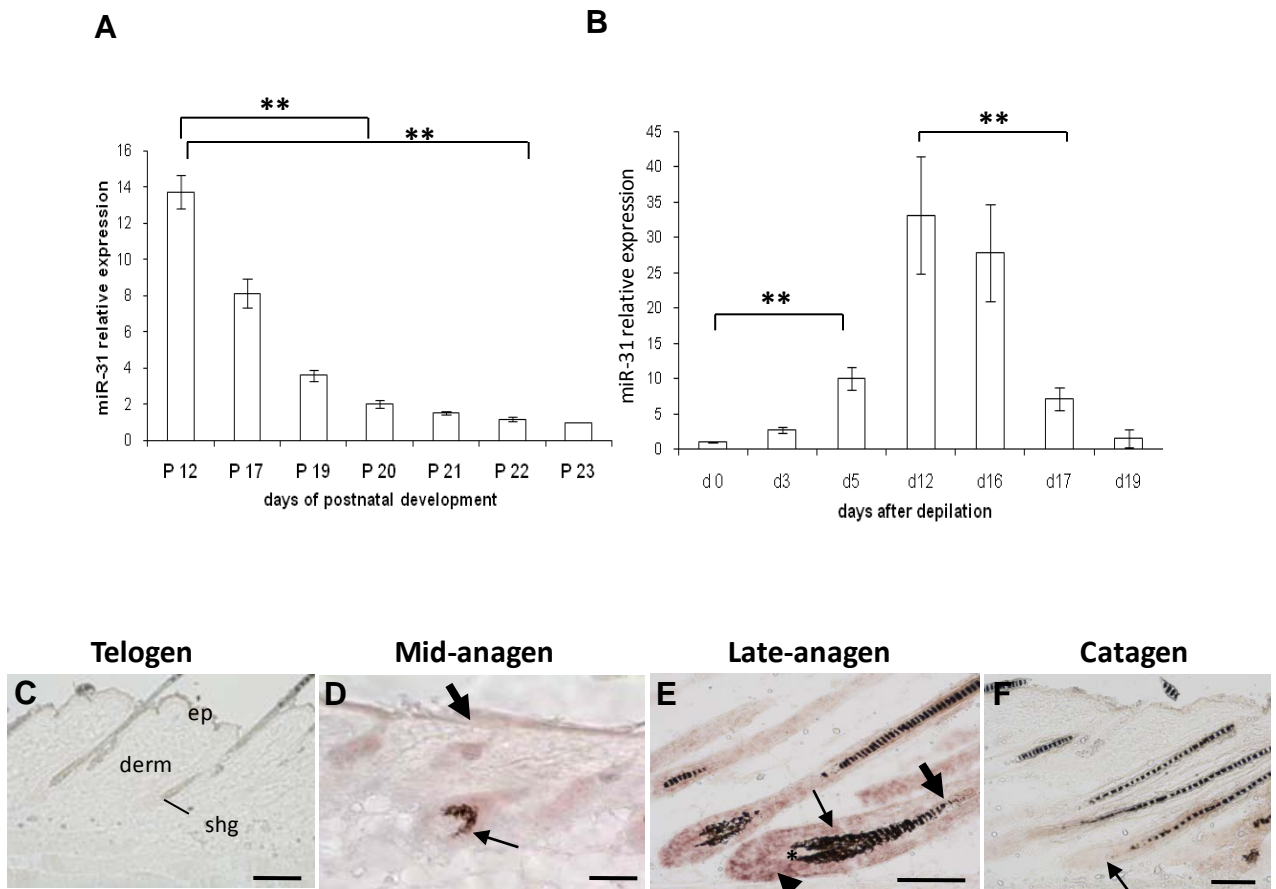 A
B
**
**
miR-31 relative expression
16
14
12
10
8
6
4
2
0
P 12 P 17 P 19 P 20 P 21 P 22 P 23
days of postnatal development
**
**
miR-31 relative expression
45
40
35
30
25
20
15
10
5
0
d 0 d3 d5 d12 d16 d17 d19
days after depilation
Telogen
Mid-anagen
Late-anagen
Catagen
C
ep
derm
shg
D
E
*
F